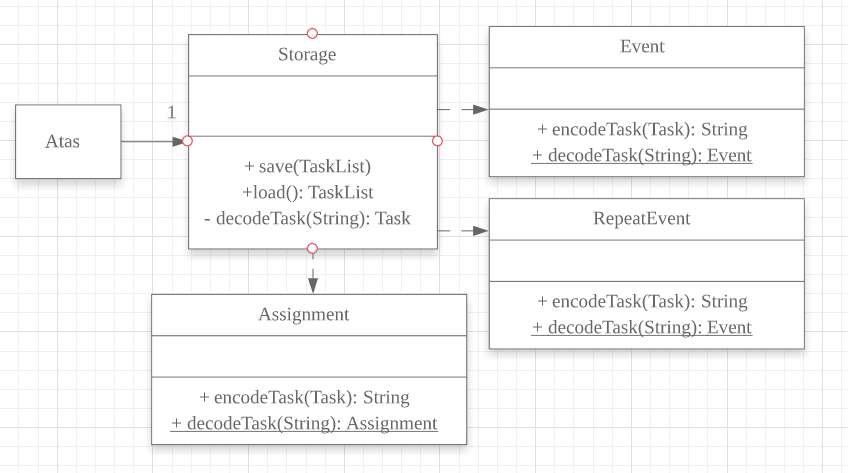 Atas
1
Storage
+ save(TaskList)
+load(): TaskList
- decodeTask(String): Task
Event
+ encodeTask(Task): String
+ decodeTask(String): Event
RepeatEvent
+ encodeTask(Task): String
+ decodeTask(String): Event
Assignment
+ encodeTask(Task): String
+ decodeTask(String): Assignment